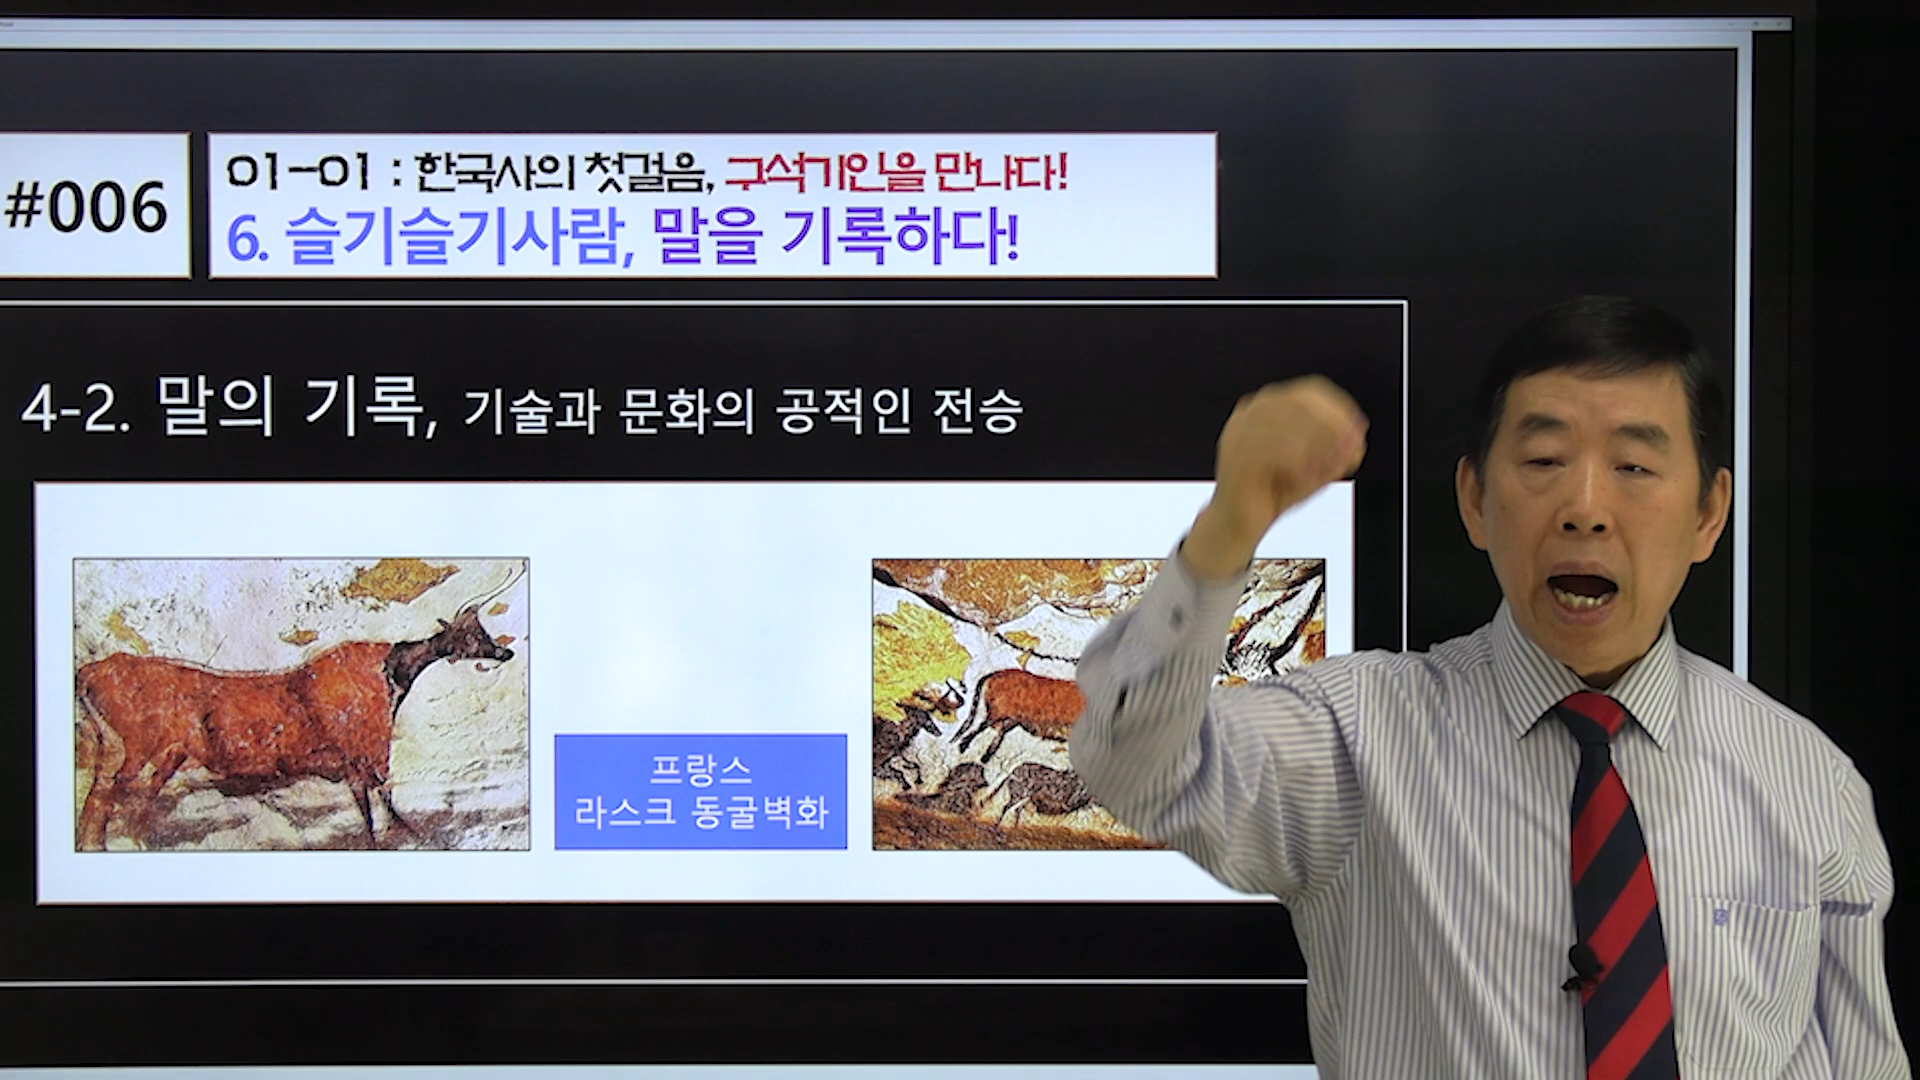 #006
01-01 : 한국사의 첫걸음, 구석기인을 만나다!
6. 슬기슬기사람, 말을 기록하다!
4-2. 말의 기록, 기술과 문화의 공적인 전승
프랑스
라스크 동굴벽화